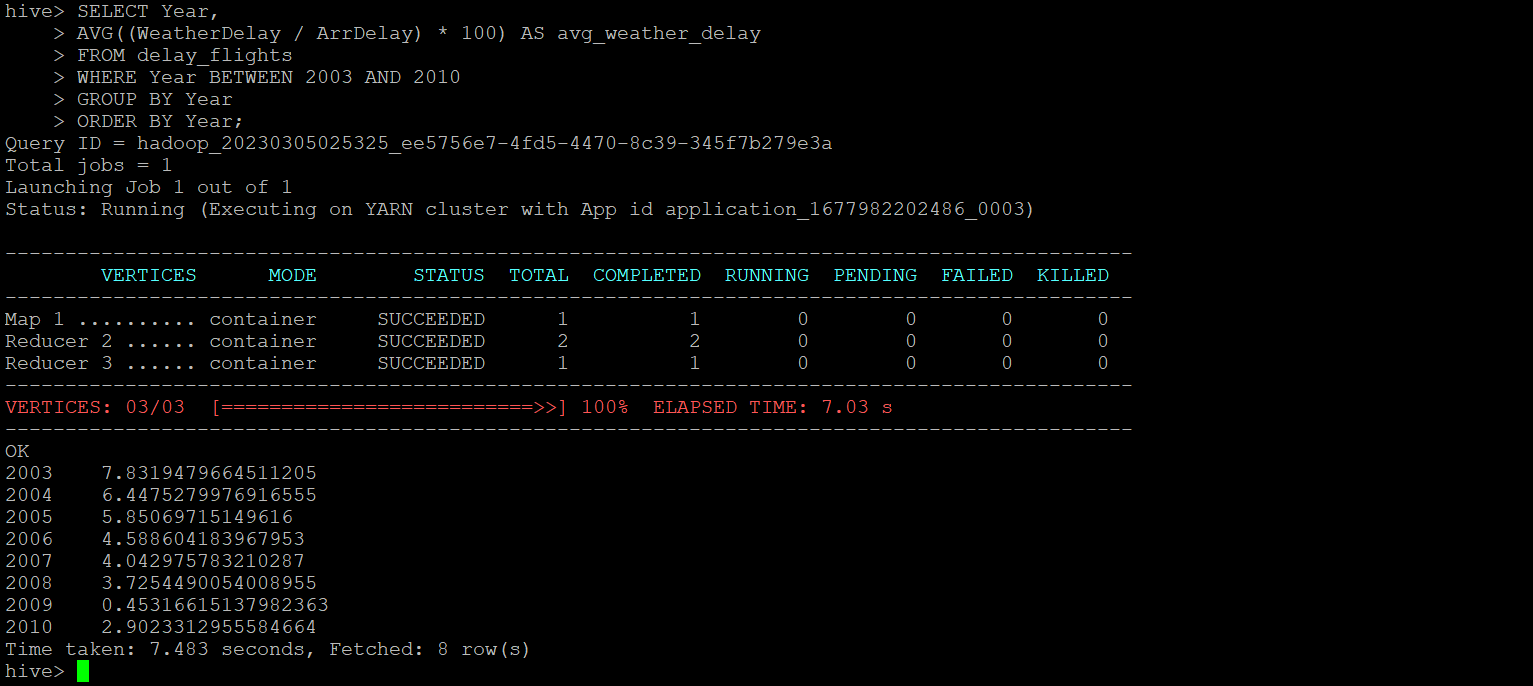 hive> SELECT Year,
    > AVG((WeatherDelay / ArrDelay) * 100) AS avg_weather_delay
    > FROM delay_flights
    > WHERE Year BETWEEN 2003 AND 2010
    > GROUP BY Year
    > ORDER BY Year;
Query ID = hadoop_20230305025325_ee5756e7-4fd5-4470-8c39-345f7b279e3a
Total jobs = 1
Launching Job 1 out of 1
Status: Running (Executing on YARN cluster with App id application_1677982202486_0003)
----------------------------------------------------------------------------------------------
        VERTICES      MODE        STATUS  TOTAL  COMPLETED  RUNNING  PENDING  FAILED  KILLED
----------------------------------------------------------------------------------------------
Map 1 .......... container     SUCCEEDED      1          1        0        0       0       0
Reducer 2 ...... container     SUCCEEDED      2          2        0        0       0       0
Reducer 3 ...... container     SUCCEEDED      1          1        0        0       0       0
----------------------------------------------------------------------------------------------
VERTICES: 03/03  [==========================>>] 100%  ELAPSED TIME: 7.03 s
----------------------------------------------------------------------------------------------
OK
2003    7.8319479664511205
2004    6.4475279976916555
2005    5.85069715149616
2006    4.588604183967953
2007    4.042975783210287
2008    3.7254490054008955
2009    0.45316615137982363
2010    2.9023312955584664
Time taken: 7.483 seconds, Fetched: 8 row(s)
hive>